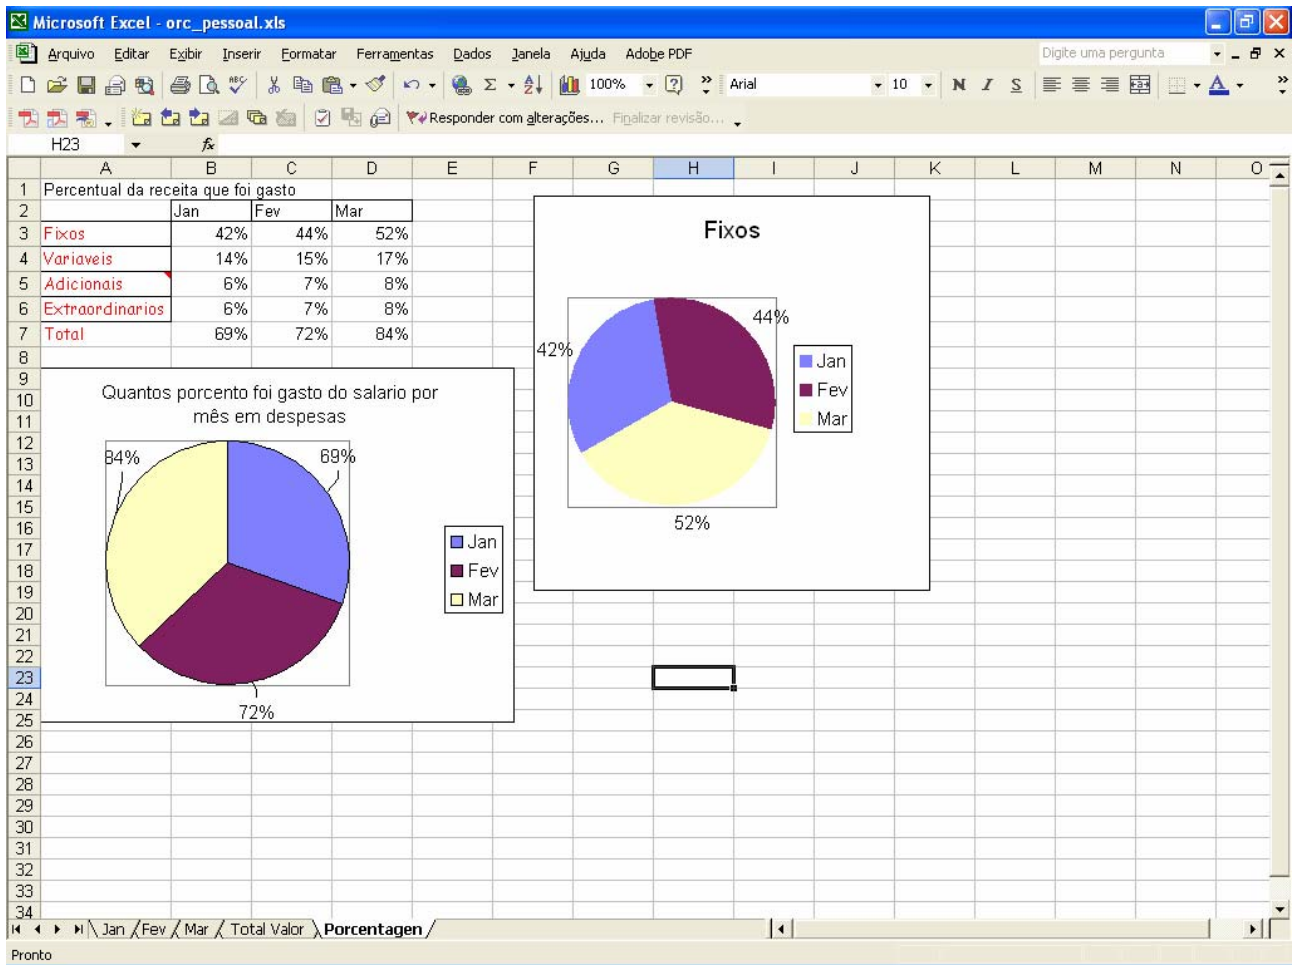 Microsoft Excel - orc_pessoal.xls
Arquivo Editar Exibir Inserir Formatar Ferramentas Dados Janela Ajuda Adobe PDF Digite uma pergunta
100% Arial 10 N I S
Responder com alterações... Finalizar revisão...
H23 fx
A B C D E F G H I J K L M N O
1 Percentual da receita que foi gasto
2 Jan Fev Mar
3 Fixos 42% 44% 52%
4 Variaveis 14% 15% 17%
5 Adicionais 6% 7% 8%
6 Extraordinarios 6% 7% 8%
7 Total 69% 72% 84%
8
9
10
11
12
13
14
15
16
17
18
19
20
21
22
23
24
25
26
27
28
29
30
31
32
33
34
Quantos porcento foi gasto do salario por
mês em despesas
84% 69%
72%
Jan
Fev
Mar
Fixos
44%
42%
52%
Jan
Fev
Mar
Jan Fev Mar Total Valor Porcentagen
Pronto